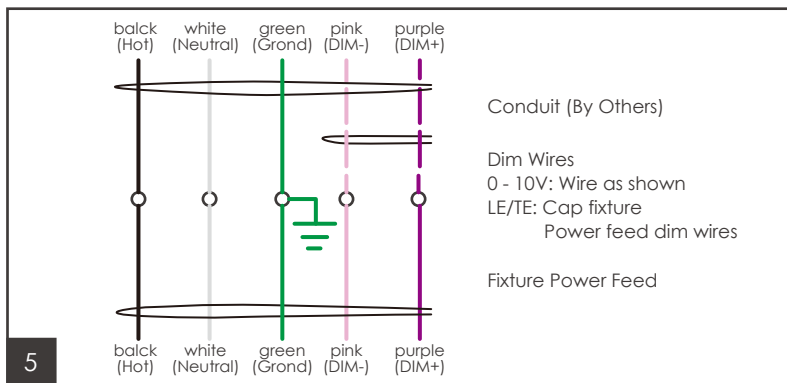 balck white green pink purple
(Hot) (Neutral) (Grond) (DIM-) (DIM+)
Conduit (By Others)
Dim Wires
0 - 10V: Wire as shown
LE/TE: Cap fixture
Power feed dim wires
Fixture Power Feed
balck white green pink purple
(Hot) (Neutral) (Grond) (DIM-) (DIM+)
5